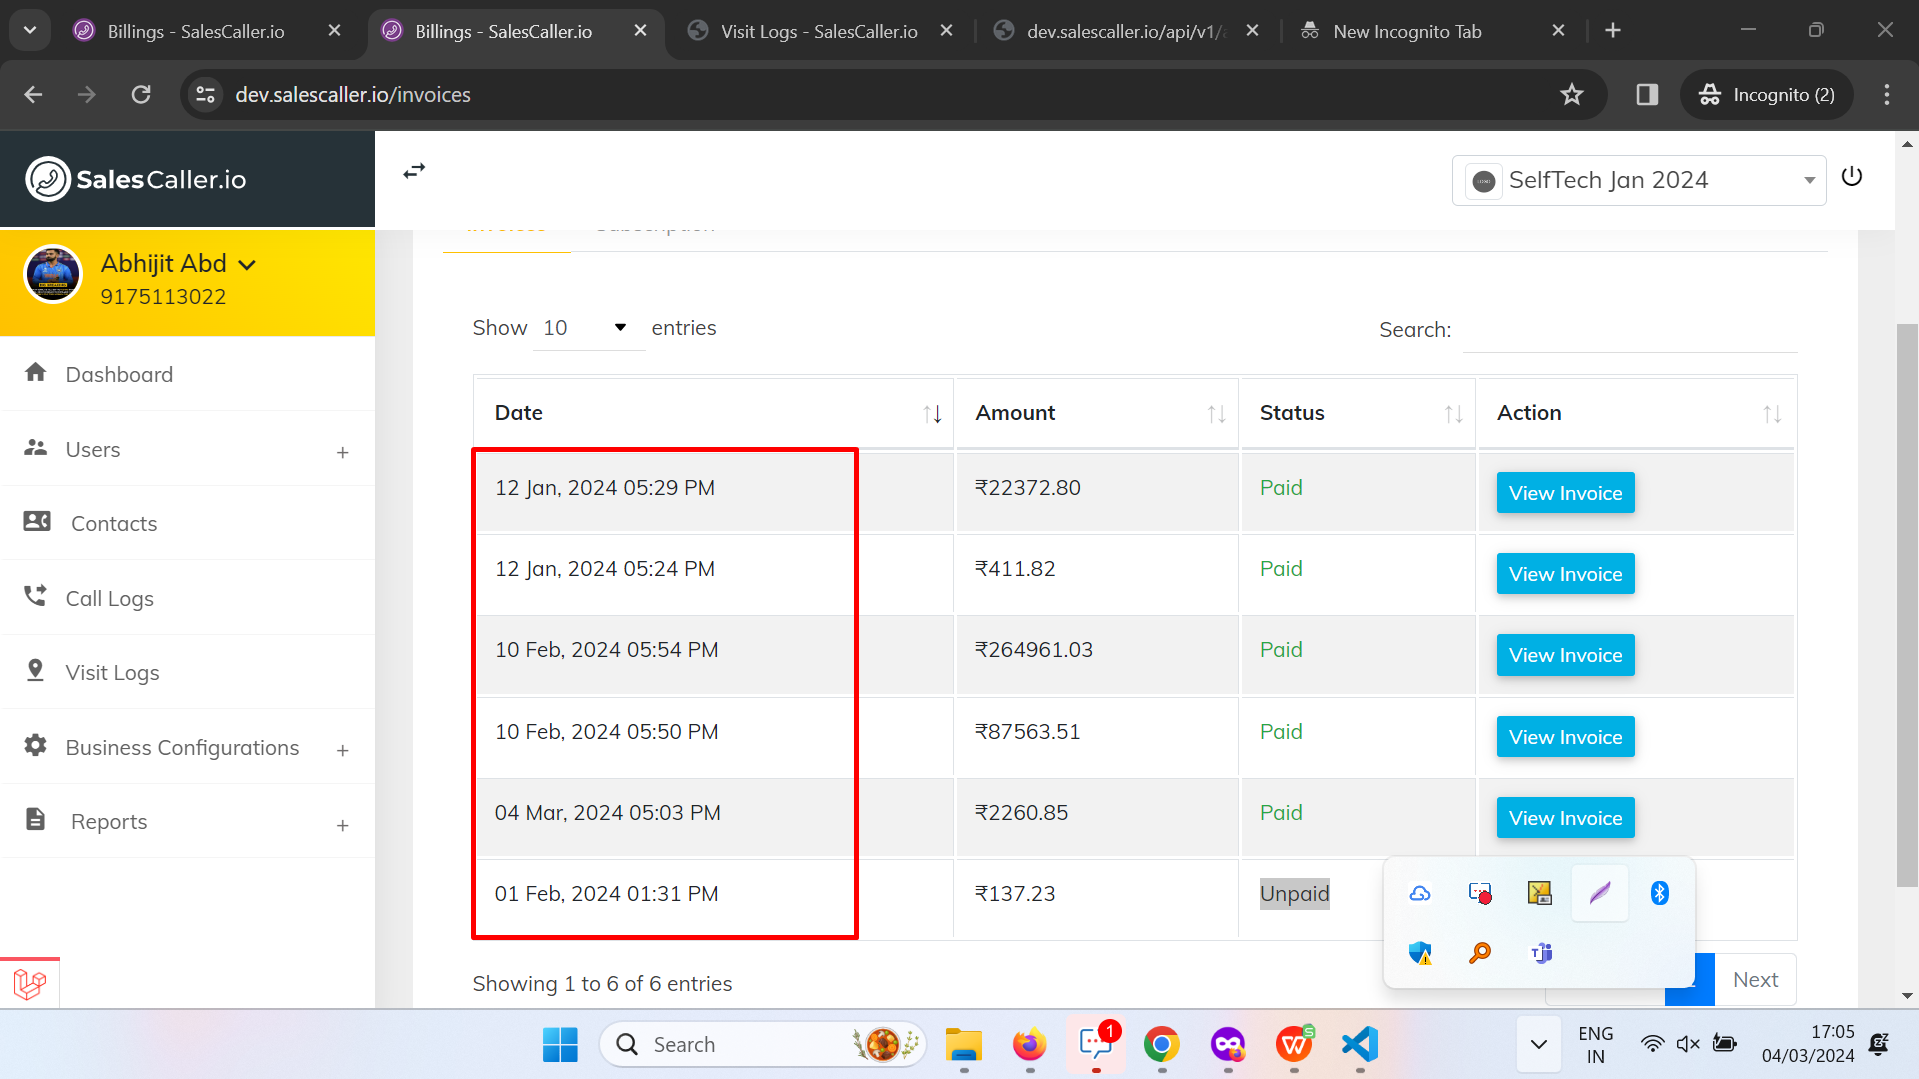 Billings - SalesCaller.io
Billings - SalesCaller.io
Visit Logs - SalesCaller.io
dev.salescaller.io/api/v1/
New Incognito Tab
dev.salescaller.io/invoices
Incognito (2)
SalesCaller.io
SelfTech Jan 2024
Abhijit Abd
9175113022
Invoices Subscription
Show 10 entries
Search:
Dashboard
Users +
Contacts
Call Logs
Visit Logs
Business Configurations +
Reports +
Date Amount Status Action
12 Jan, 2024 05:29 PM ₹22372.80 Paid View Invoice
12 Jan, 2024 05:24 PM ₹411.82 Paid View Invoice
10 Feb, 2024 05:54 PM ₹264961.03 Paid View Invoice
10 Feb, 2024 05:50 PM ₹87563.51 Paid View Invoice
04 Mar, 2024 05:03 PM ₹2260.85 Paid View Invoice
01 Feb, 2024 01:31 PM ₹137.23 Unpaid
Showing 1 to 6 of 6 entries
Next
Search
1
ENG
IN
17:05
04/03/2024